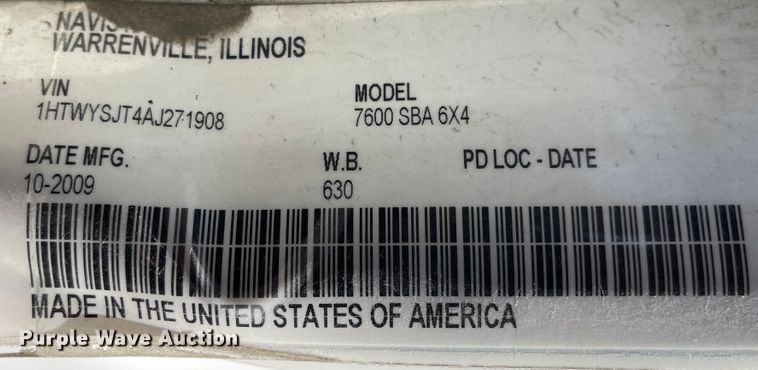 WARRENVILLE, ILLINOIS
VIN MODEL
1HTWYSJT4AJ271908 7600 SBA 6X4
DATE MFG. W.B. PD LOC - DATE
10-2009 630
MADE IN THE UNITED STATES OF AMERICA
Purple Wave Auction